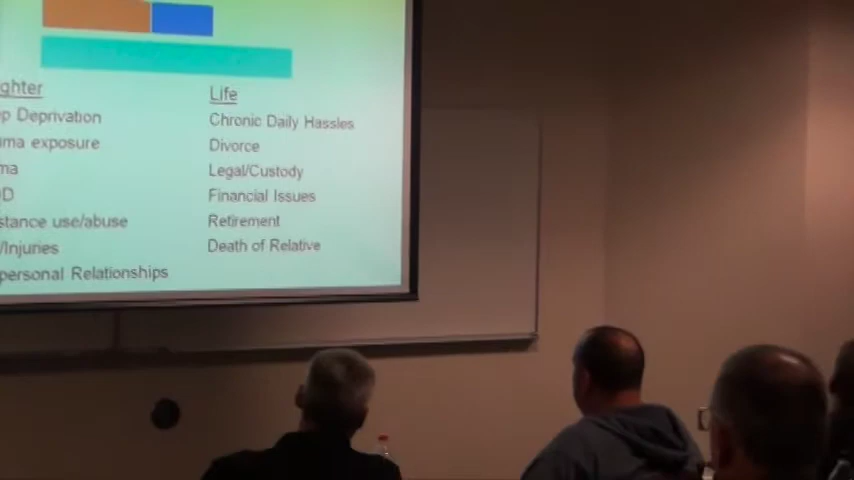 ghter
p Deprivation
ma exposure
ma
D
stance use/abuse
/Injuries
personal Relationships
Life
Chronic Daily Hassles
Divorce
Legal/Custody
Financial Issues
Retirement
Death of Relative